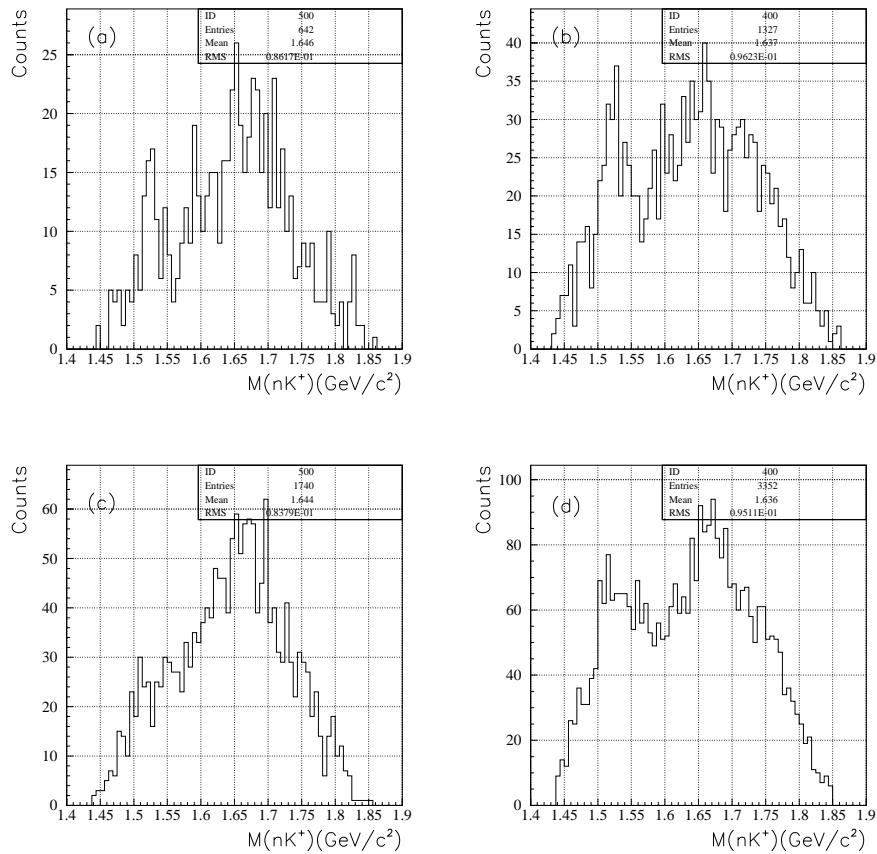 Counts
(a)
ID 500
Entries 642
Mean 1.646
RMS 0.8617E-01
25
20
15
10
5
0
1.4 1.45 1.5 1.55 1.6 1.65 1.7 1.75 1.8 1.85 1.9
M(nK⁺)(GeV/c²)
Counts
(b)
ID 400
Entries 1327
Mean 1.637
RMS 0.9623E-01
40
35
30
25
20
15
10
5
0
1.4 1.45 1.5 1.55 1.6 1.65 1.7 1.75 1.8 1.85 1.9
M(nK⁺)(GeV/c²)
Counts
(c)
ID 500
Entries 1740
Mean 1.644
RMS 0.8379E-01
60
50
40
30
20
10
0
1.4 1.45 1.5 1.55 1.6 1.65 1.7 1.75 1.8 1.85 1.9
M(nK⁺)(GeV/c²)
Counts
(d)
ID 400
Entries 3352
Mean 1.636
RMS 0.9511E-01
100
80
60
40
20
0
1.4 1.45 1.5 1.55 1.6 1.65 1.7 1.75 1.8 1.85 1.9
M(nK⁺)(GeV/c²)